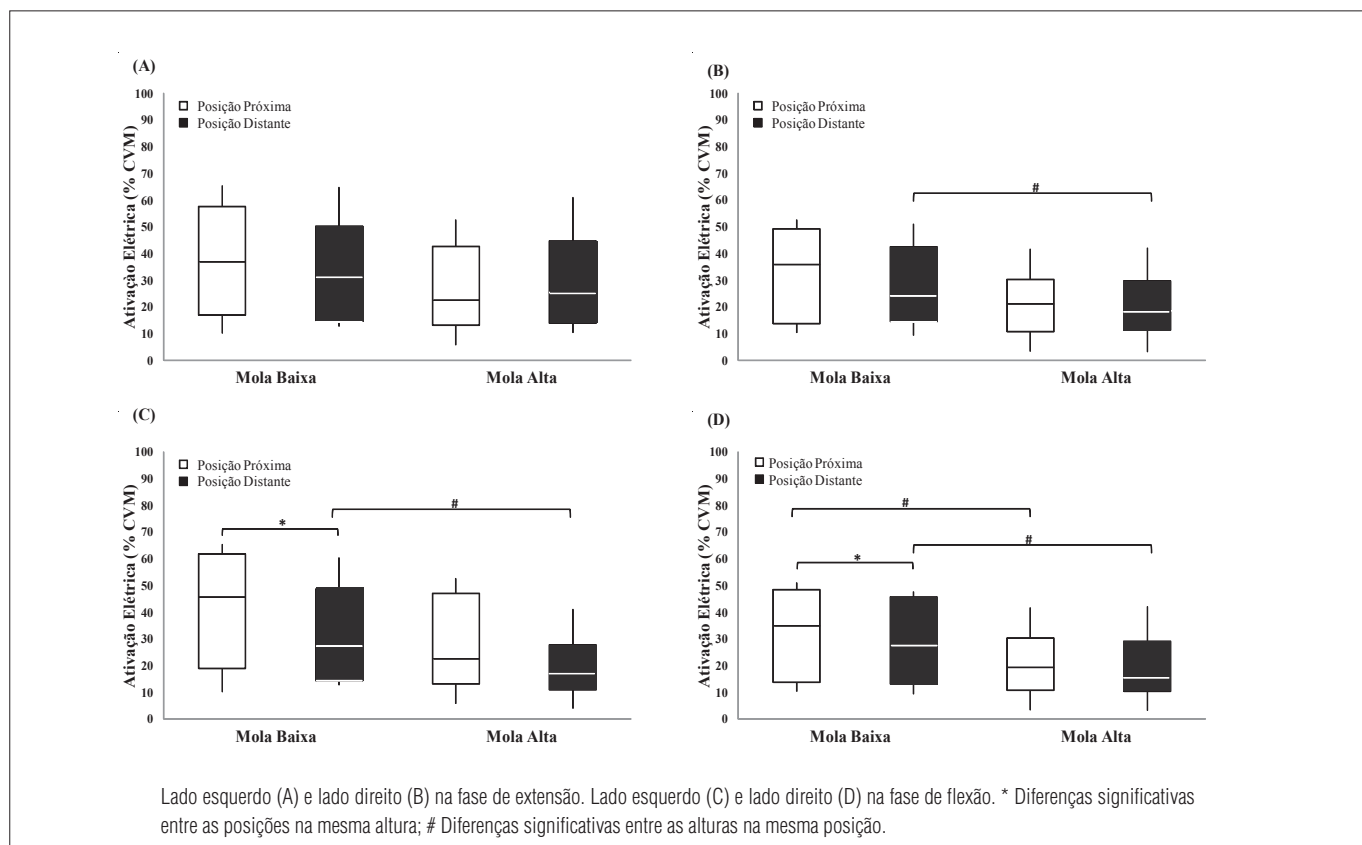 (A)
Ativação Elétrica (% CVM)
100
90
80
70
60
50
40
30
20
10
0
Posição Próxima
Posição Distante
Mola Baixa
Mola Alta
(B)
Ativação Elétrica (% CVM)
100
90
80
70
60
50
40
30
20
10
0
Posição Próxima
Posição Distante
#
Mola Baixa
Mola Alta
(C)
Ativação Elétrica (% CVM)
100
90
80
70
60
50
40
30
20
10
0
Posição Próxima
Posição Distante
*
#
Mola Baixa
Mola Alta
(D)
Ativação Elétrica (% CVM)
100
90
80
70
60
50
40
30
20
10
0
Posição Próxima
Posição Distante
#
#
*
Mola Baixa
Mola Alta
Lado esquerdo (A) e lado direito (B) na fase de extensão. Lado esquerdo (C) e lado direito (D) na fase de flexão. * Diferenças significativas
entre as posições na mesma altura; # Diferenças significativas entre as alturas na mesma posição.